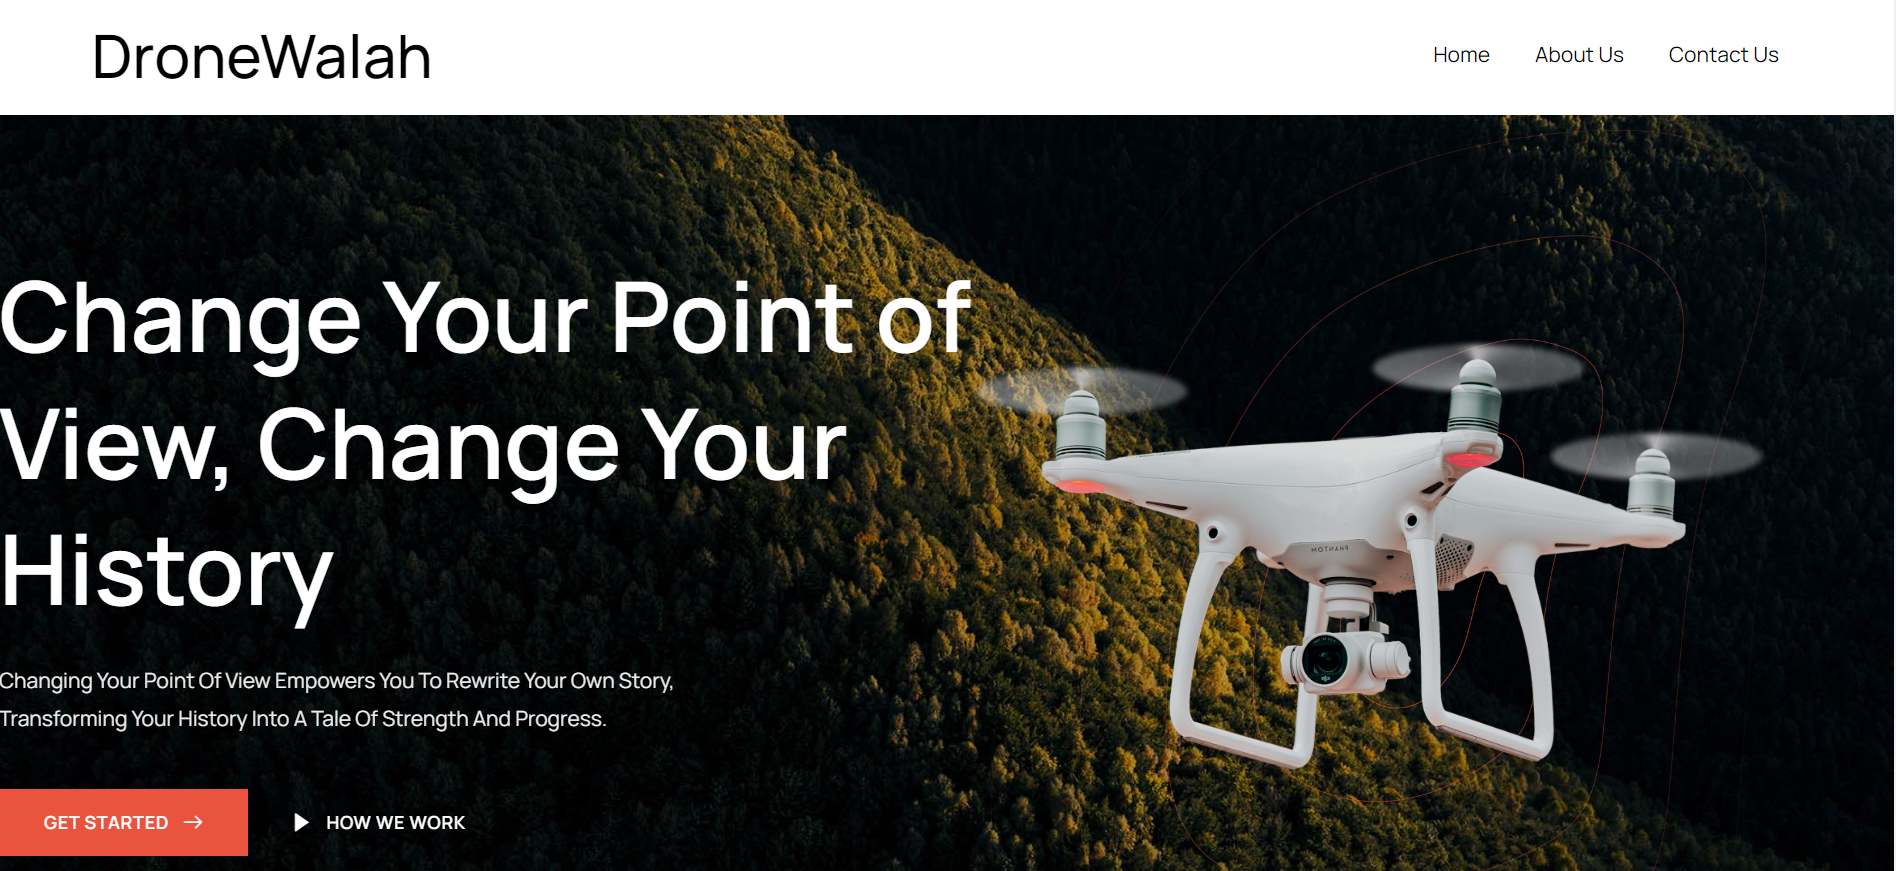 DroneWalah
Home
About Us
Contact Us
Change Your Point of
View, Change Your
History
Changing Your Point Of View Empowers You To Rewrite Your Own Story,
Transforming Your History Into A Tale Of Strength And Progress.
GET STARTED
HOW WE WORK
PHANTOM
dji